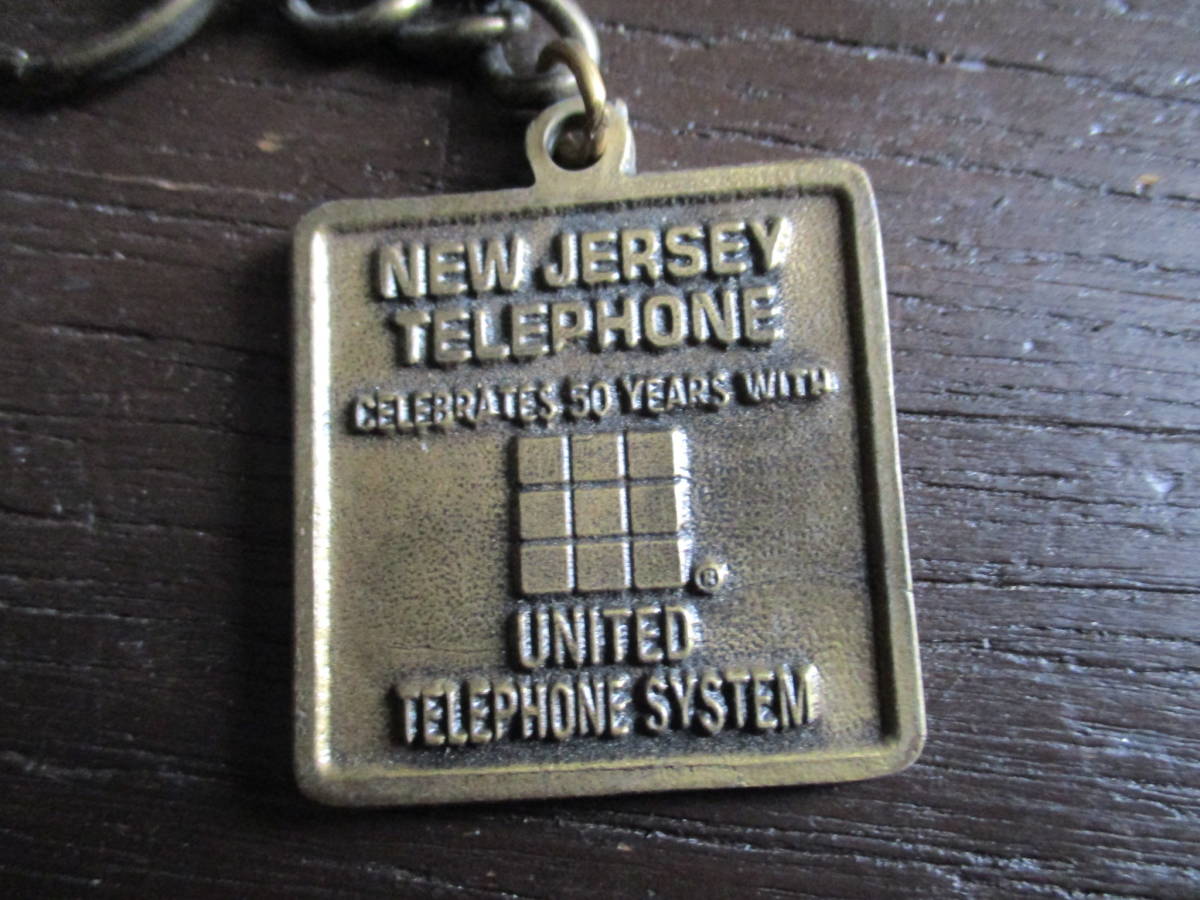 NEW JERSEY
TELEPHONE
CELEBRATES 50 YEARS WITH
®
UNITED
TELEPHONE SYSTEM